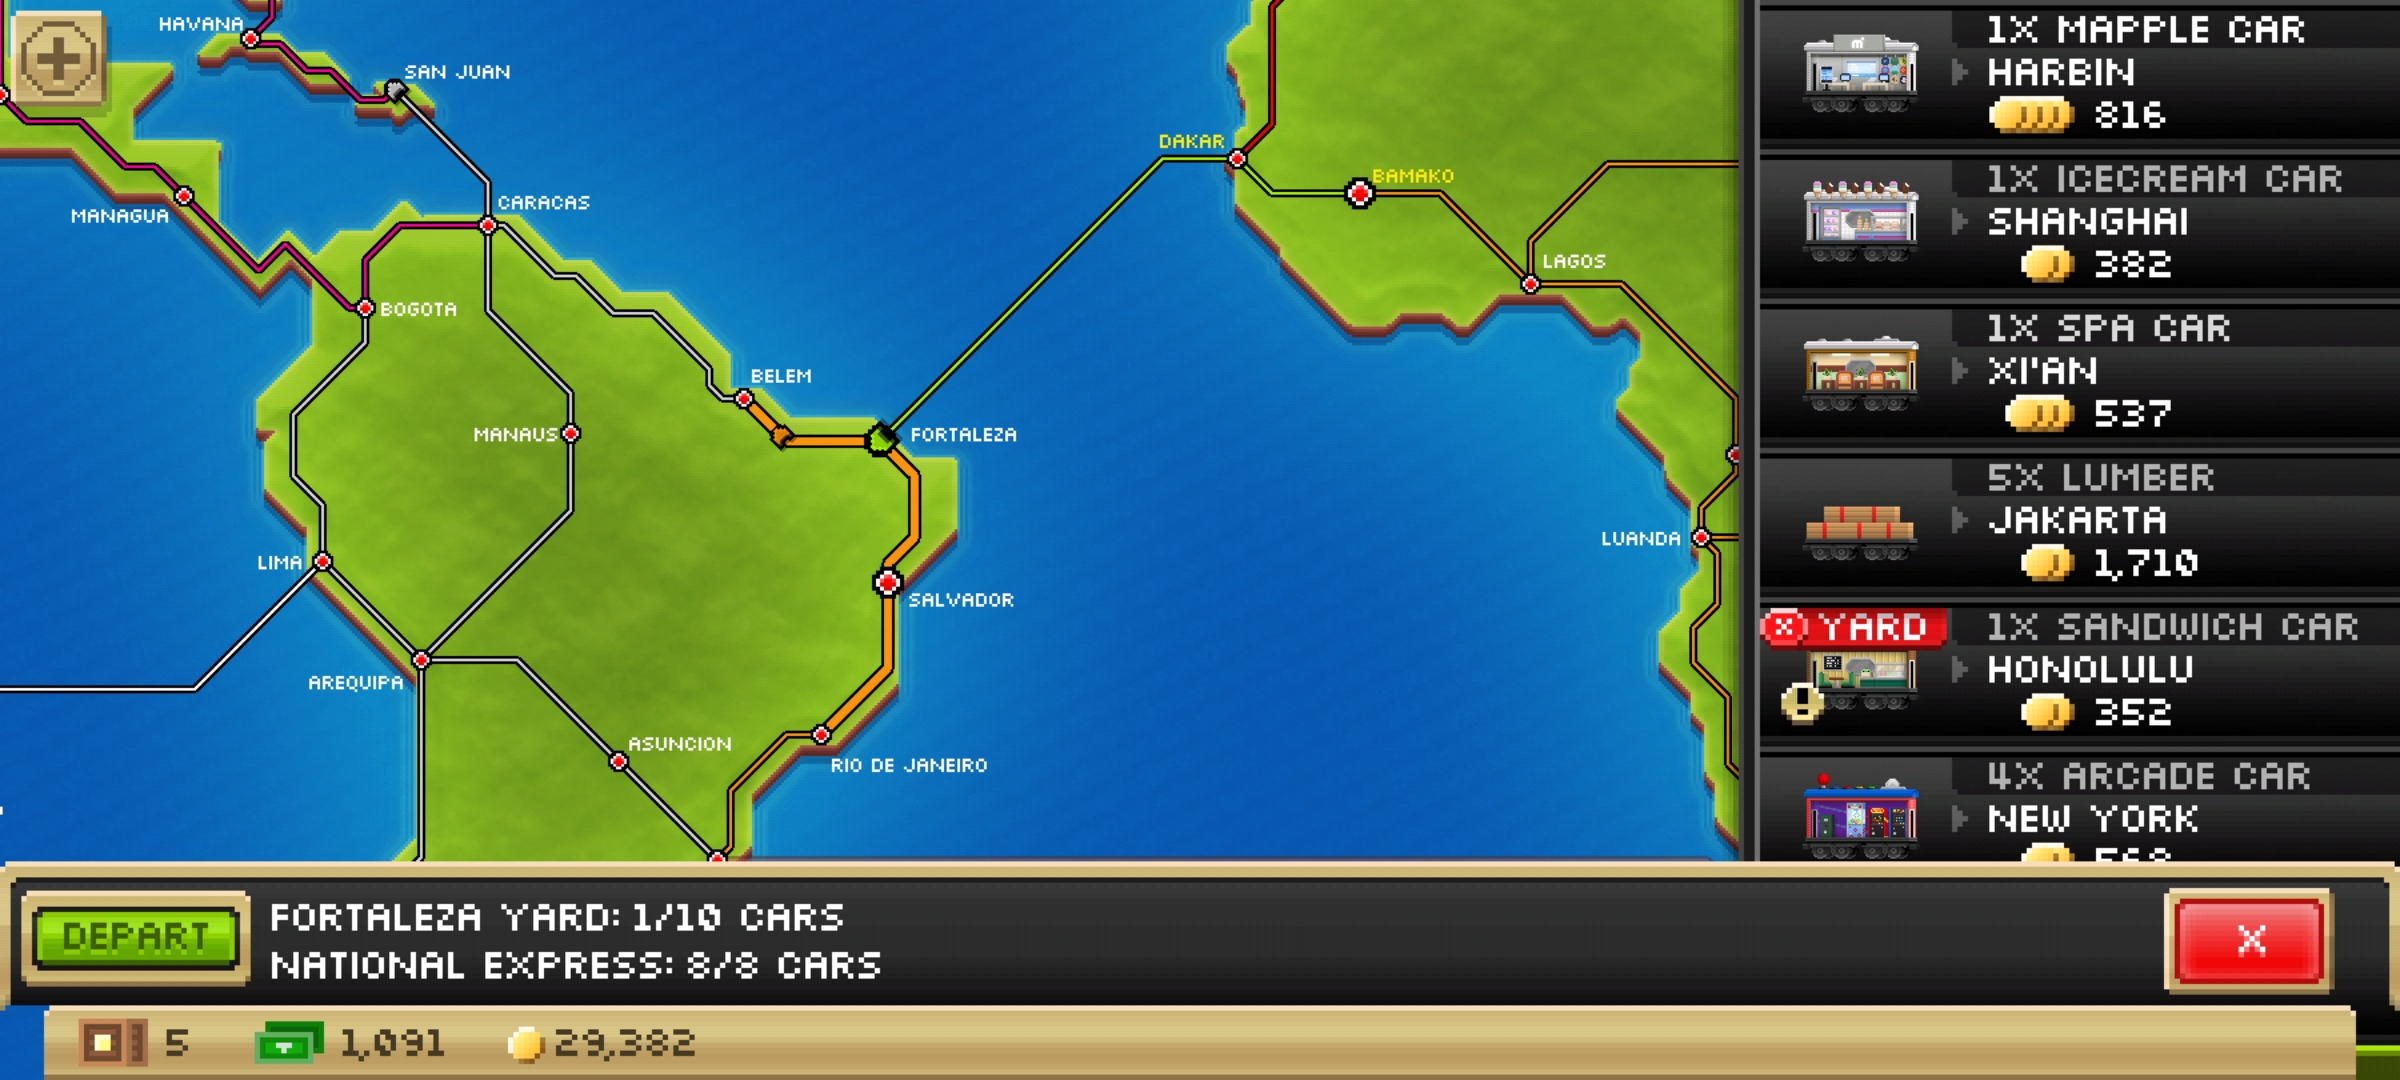 HAVANA
SAN JUAN
MANAGUA
CARACAS
BOGOTA
BELEM
MANAUS
FORTALEZA
LIMA
SALVADOR
AREQUIPA
ASUNCION
RIO DE JANEIRO
DAKAR
BAMAKO
LAGOS
LUANDA
1X MAPPLE CAR
HARBIN
816
1X ICECREAM CAR
SHANGHAI
382
1X SPA CAR
XI'AN
537
5X LUMBER
JAKARTA
1,710
YARD
1X SANDWICH CAR
HONOLULU
352
4X ARCADE CAR
NEW YORK
DEPART
FORTALEZA YARD: 1/10 CARS
NATIONAL EXPRESS: 8/8 CARS
X
5
1,091
29,382